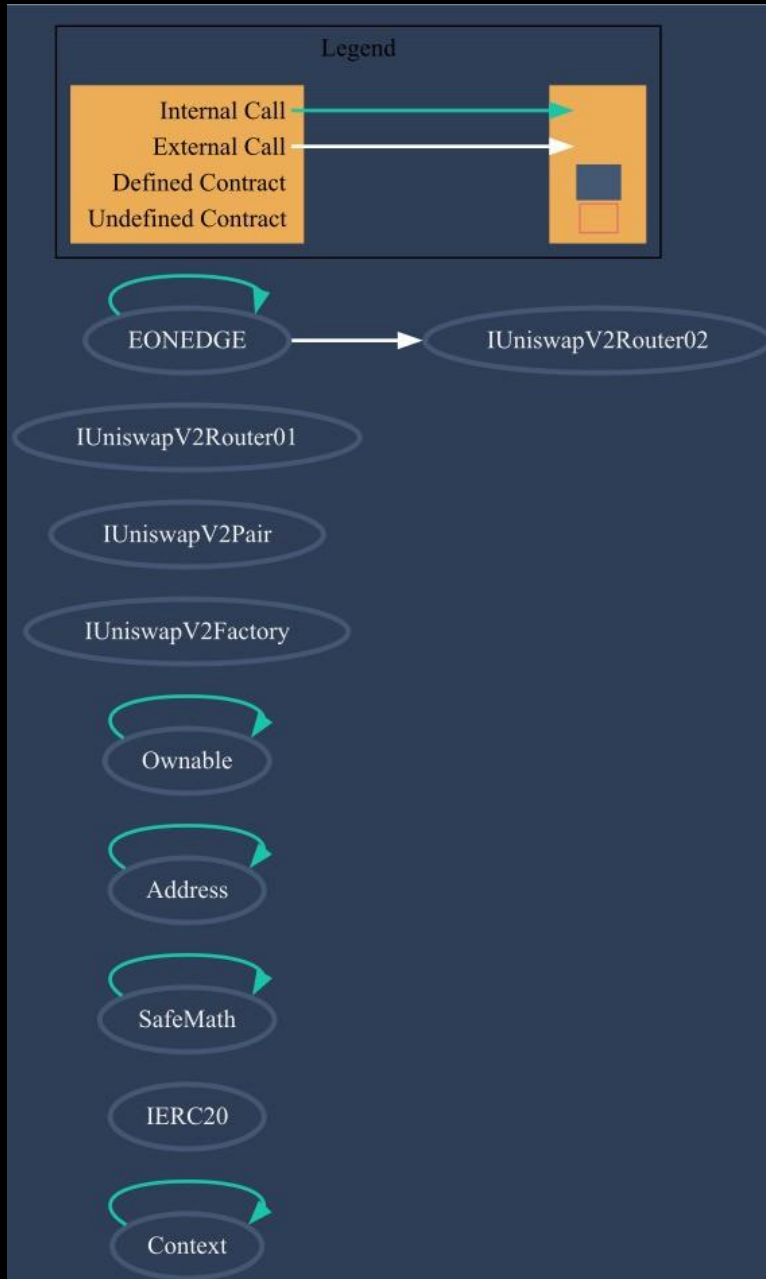 Legend
Internal Call
External Call
Defined Contract
Undefined Contract
EONEDGE
IUniswapV2Router02
IUniswapV2Router01
IUniswapV2Pair
IUniswapV2Factory
Ownable
Address
SafeMath
IERC20
Context